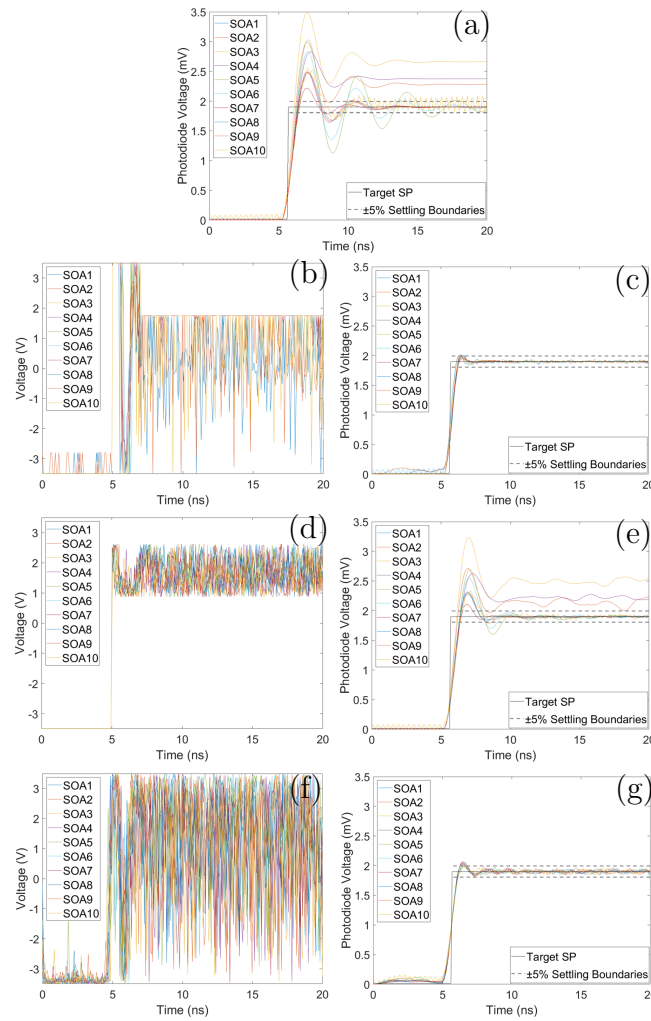 (a)
SOA1
SOA2
SOA3
SOA4
SOA5
SOA6
SOA7
SOA8
SOA9
SOA10
Target SP
±5% Settling Boundaries
Photodiode Voltage (mV)
3.5
3
2.5
2
1.5
1
0.5
0
0 5 10 15 20
Time (ns)
(b)
SOA1
SOA2
SOA3
SOA4
SOA5
SOA6
SOA7
SOA8
SOA9
SOA10
Voltage (V)
3
2
1
0
-1
-2
-3
0 5 10 15 20
Time (ns)
(c)
SOA1
SOA2
SOA3
SOA4
SOA5
SOA6
SOA7
SOA8
SOA9
SOA10
Target SP
±5% Settling Boundaries
Photodiode Voltage (mV)
3.5
3
2.5
2
1.5
1
0.5
0
0 5 10 15 20
Time (ns)
(d)
SOA1
SOA2
SOA3
SOA4
SOA5
SOA6
SOA7
SOA8
SOA9
SOA10
Voltage (V)
3
2
1
0
-1
-2
-3
0 5 10 15 20
Time (ns)
(e)
SOA1
SOA2
SOA3
SOA4
SOA5
SOA6
SOA7
SOA8
SOA9
SOA10
Target SP
±5% Settling Boundaries
Photodiode Voltage (mV)
3.5
3
2.5
2
1.5
1
0.5
0
0 5 10 15 20
Time (ns)
(f)
SOA1
SOA2
SOA3
SOA4
SOA5
SOA6
SOA7
SOA8
SOA9
SOA10
Voltage (V)
3
2
1
0
-1
-2
-3
0 5 10 15 20
Time (ns)
(g)
SOA1
SOA2
SOA3
SOA4
SOA5
SOA6
SOA7
SOA8
SOA9
SOA10
Target SP
±5% Settling Boundaries
Photodiode Voltage (mV)
3.5
3
2.5
2
1.5
1
0.5
0
0 5 10 15 20
Time (ns)